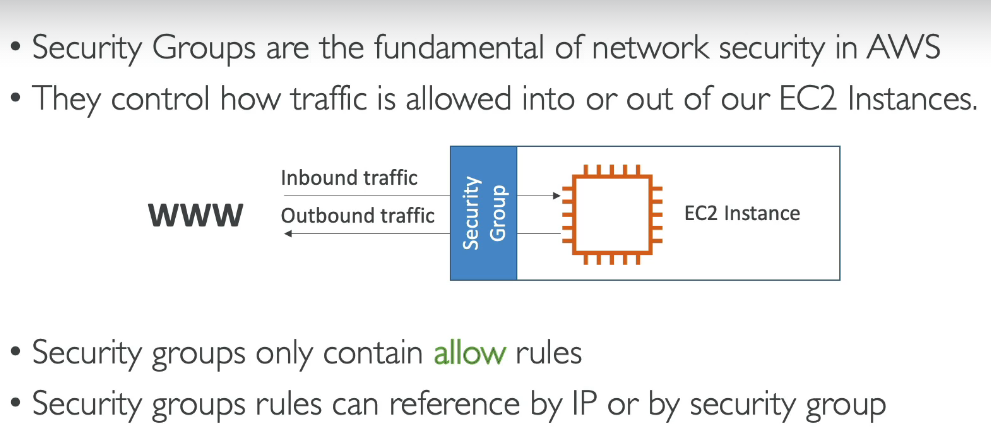 • Security Groups are the fundamental of network security in AWS
• They control how traffic is allowed into or out of our EC2 Instances.
Inbound traffic
WWW
Outbound traffic
Security
Group
EC2 Instance
• Security groups only contain allow rules
• Security groups rules can reference by IP or by security group